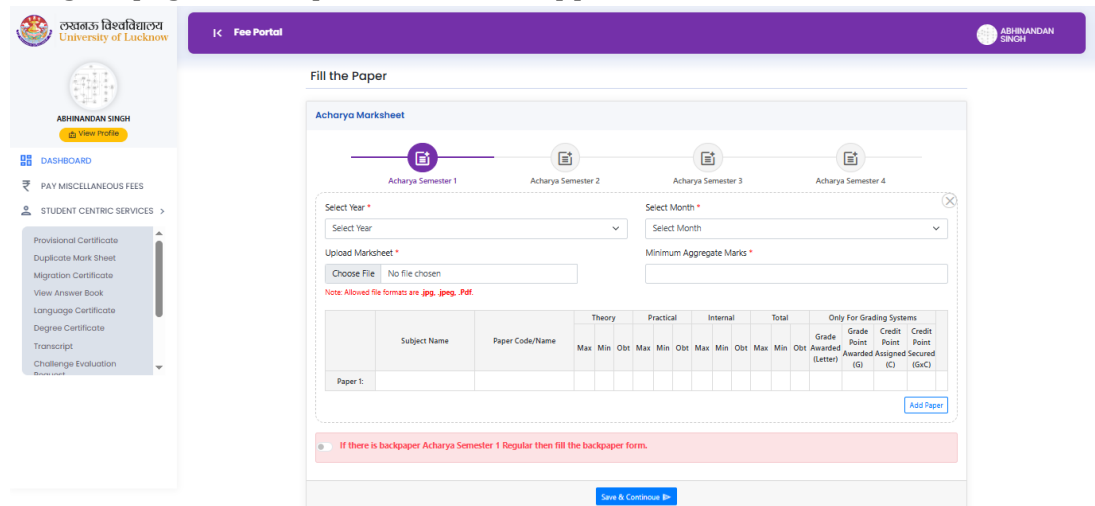 लखनऊ विश्वविद्यालय
University of Lucknow
Fee Portal
ABHINANDAN
SINGH
ABHINANDAN SINGH
View Profile
DASHBOARD
PAY MISCELLANEOUS FEES
STUDENT CENTRIC SERVICES >
Provisional Certificate
Duplicate Mark Sheet
Migration Certificate
View Answer Book
Language Certificate
Degree Certificate
Transcript
Challenge Evaluation
Request
Fill the Paper
Acharya Marksheet
Acharya Semester 1
Acharya Semester 2
Acharya Semester 3
Acharya Semester 4
Select Year *
Select Month *
Select Year
Select Month
Upload Marksheet *
Minimum Aggregate Marks *
Choose File No file chosen
Note: Allowed file formats are .jpg, .jpeg, .Pdf.
Subject Name
Paper Code/Name
Theory
Practical
Internal
Total
Only For Grading Systems
Max Min Obt Max Min Obt Max Min Obt Max Min Obt
Grade Awarded (Letter)
Grade Point Awarded (G)
Credit Point Assigned (C)
Credit Point Secured (GxC)
Paper 1:
Add Paper
If there is backpaper Acharya Semester 1 Regular then fill the backpaper form.
Save & Continoue